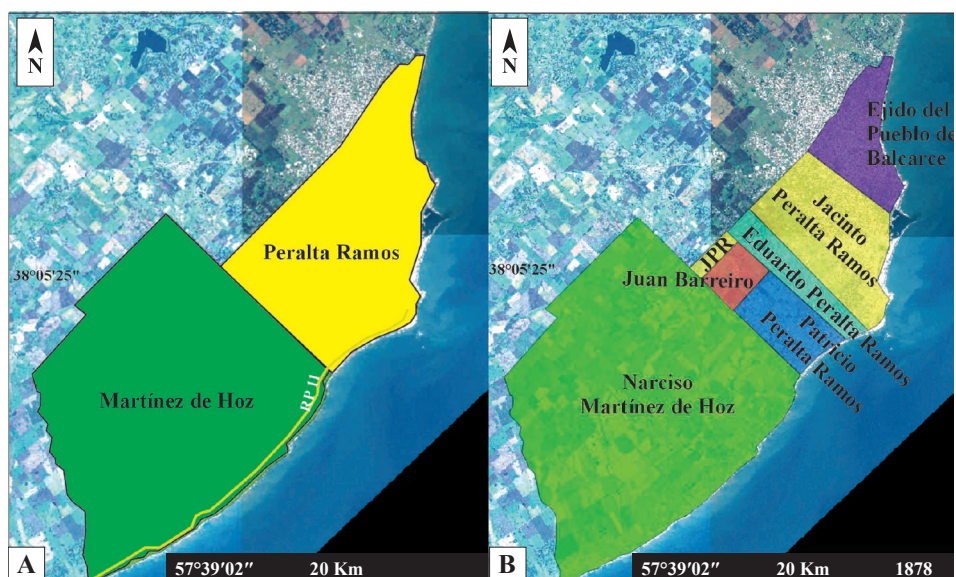 N
Peralta Ramos
38°05'25"
Martínez de Hoz
RP 11
A
57°39'02"
20 Km
N
Ejido del
Pueblo de
Balcarce
Jacinto
Peralta Ramos
38°05'25"
JPR
Eduardo Peralta Ramos
Juan Barreiro
Patricio
Peralta Ramos
Narciso
Martínez de Hoz
B
57°39'02"
20 Km
1878